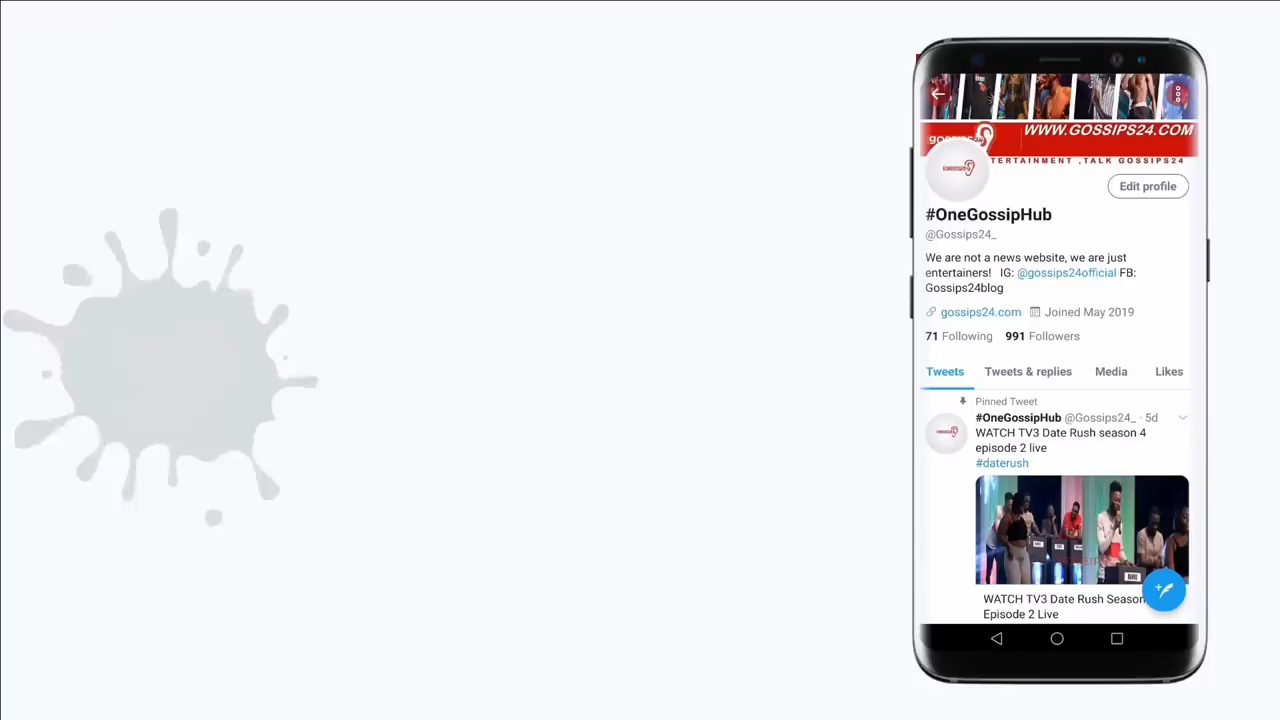 WWW.GOSSIPS24.COM
TERTAINMENT ,TALK GOSSIPS24
Edit profile
#OneGossipHub
@Gossips24_
We are not a news website, we are just
entertainers! IG: @gossips24official FB:
Gossips24blog
gossips24.com Joined May 2019
71 Following 991 Followers
Tweets Tweets & replies Media Likes
Pinned Tweet
#OneGossipHub @Gossips24_ · 5d
WATCH TV3 Date Rush season 4
episode 2 live
#daterush
WATCH TV3 Date Rush Season
Episode 2 Live